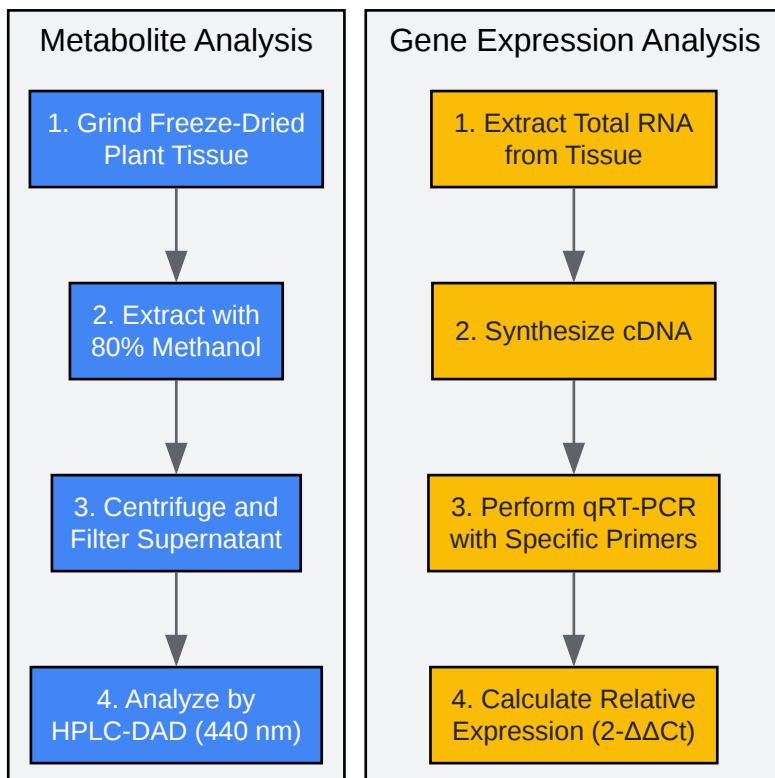 Metabolite Analysis
1. Grind Freeze-Dried
Plant Tissue
2. Extract with
80% Methanol
3. Centrifuge and
Filter Supernatant
4. Analyze by
HPLC-DAD (440 nm)
Gene Expression Analysis
1. Extract Total RNA
from Tissue
2. Synthesize cDNA
3. Perform qRT-PCR
with Specific Primers
4. Calculate Relative
Expression (2-ΔΔCt)